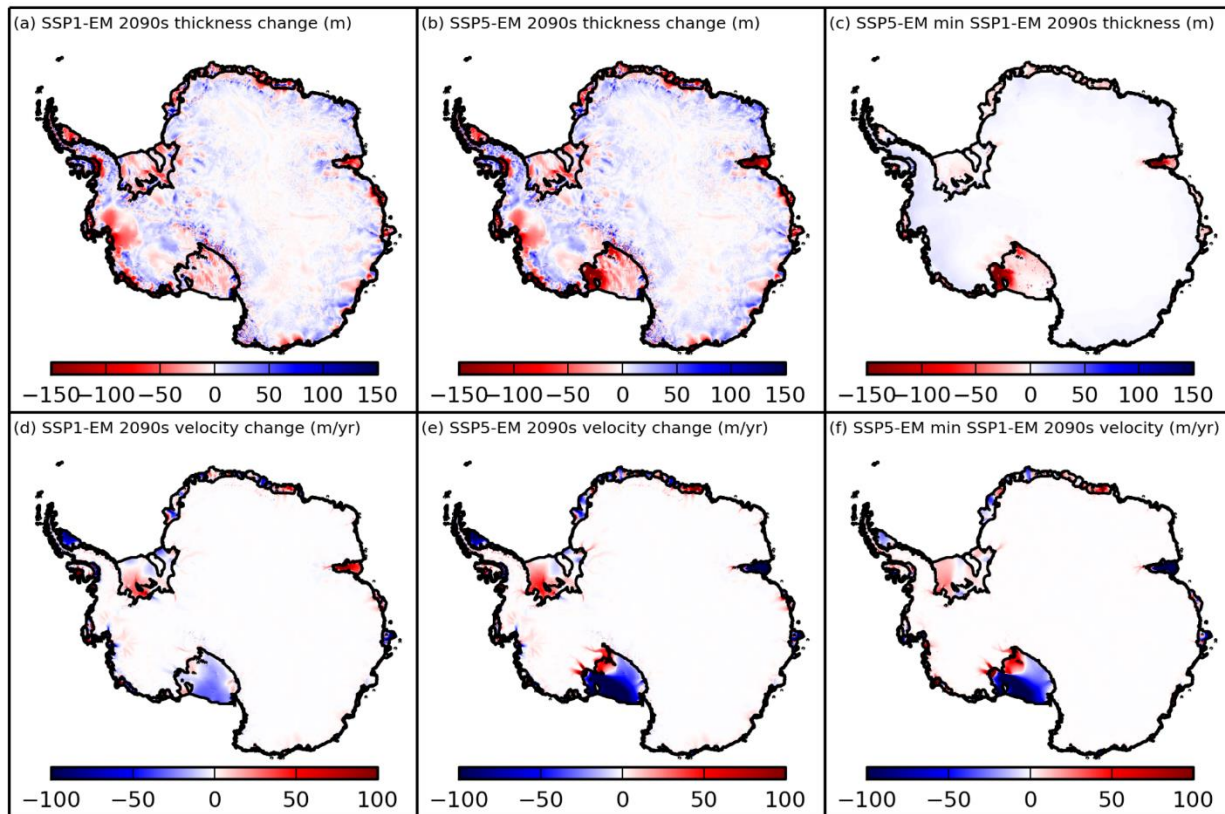 (a) SSP1-EM 2090s thickness change (m)
(b) SSP5-EM 2090s thickness change (m)
(c) SSP5-EM min SSP1-EM 2090s thickness (m)
−150−100 −50 0 50 100 150
−150−100 −50 0 50 100 150
−150−100 −50 0 50 100 150
(d) SSP1-EM 2090s velocity change (m/yr)
(e) SSP5-EM 2090s velocity change (m/yr)
(f) SSP5-EM min SSP1-EM 2090s velocity (m/yr)
−100 −50 0 50 100
−100 −50 0 50 100
−100 −50 0 50 100